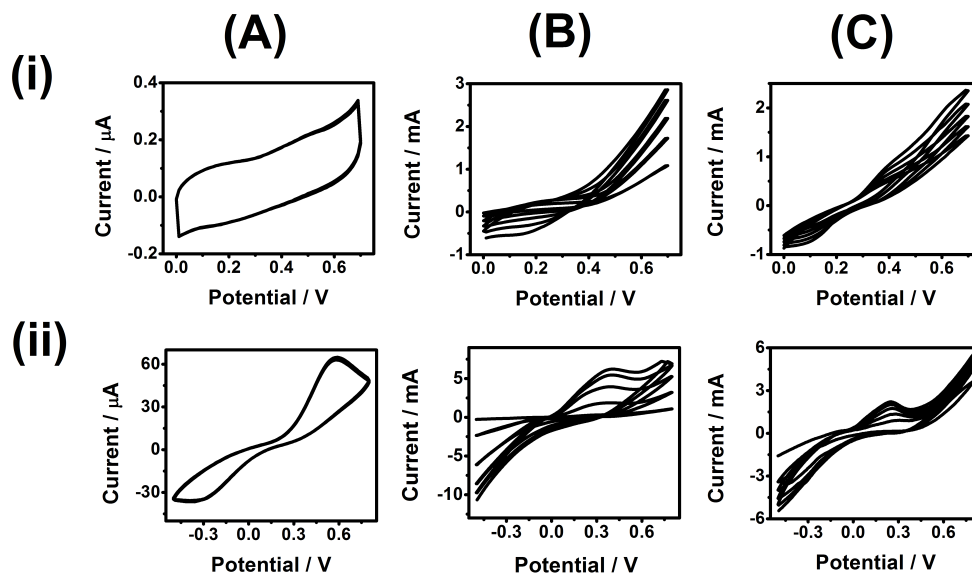 (A) (B) (C)
(i)
Current / μA
0.4
0.2
0.0
-0.2
0.0 0.2 0.4 0.6
Potential / V
Current / mA
3
2
1
0
-1
0.0 0.2 0.4 0.6
Potential / V
Current / mA
2
1
0
-1
0.0 0.2 0.4 0.6
Potential / V
(ii)
Current / μA
60
30
0
-30
-0.3 0.0 0.3 0.6
Potential / V
Current / mA
5
0
-5
-10
-0.3 0.0 0.3 0.6
Potential / V
Current / mA
6
3
0
-3
-6
-0.3 0.0 0.3 0.6
Potential / V